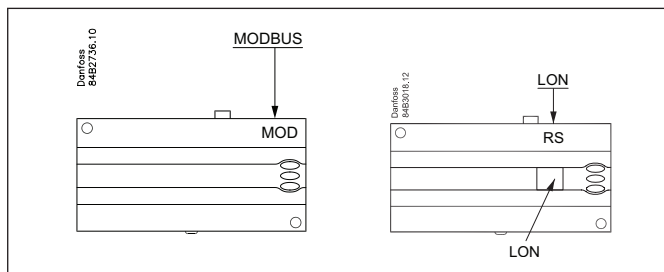 Danfoss
84B2736.10
MODBUS
MOD
Danfoss
84B3018.12
LON
RS
LON